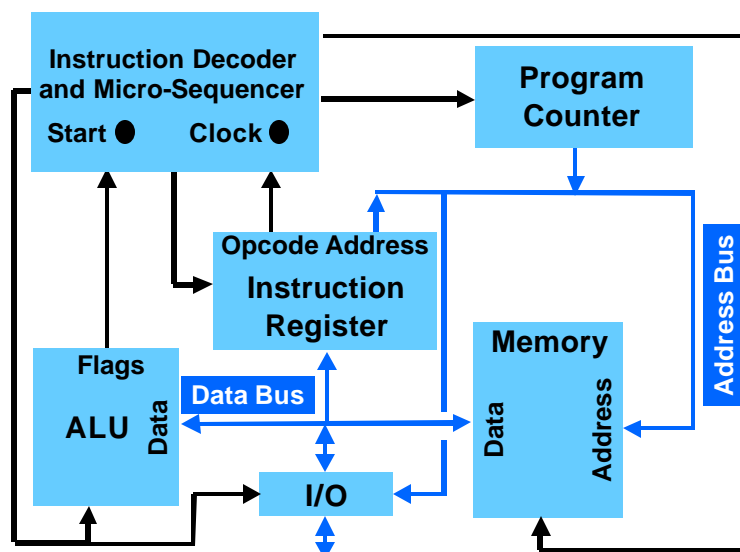 Instruction Decoder
and Micro-Sequencer
Start
Clock
Program
Counter
Opcode Address
Instruction
Register
Address Bus
Flags
ALU
Data
Data Bus
Memory
Data
Address
I/O